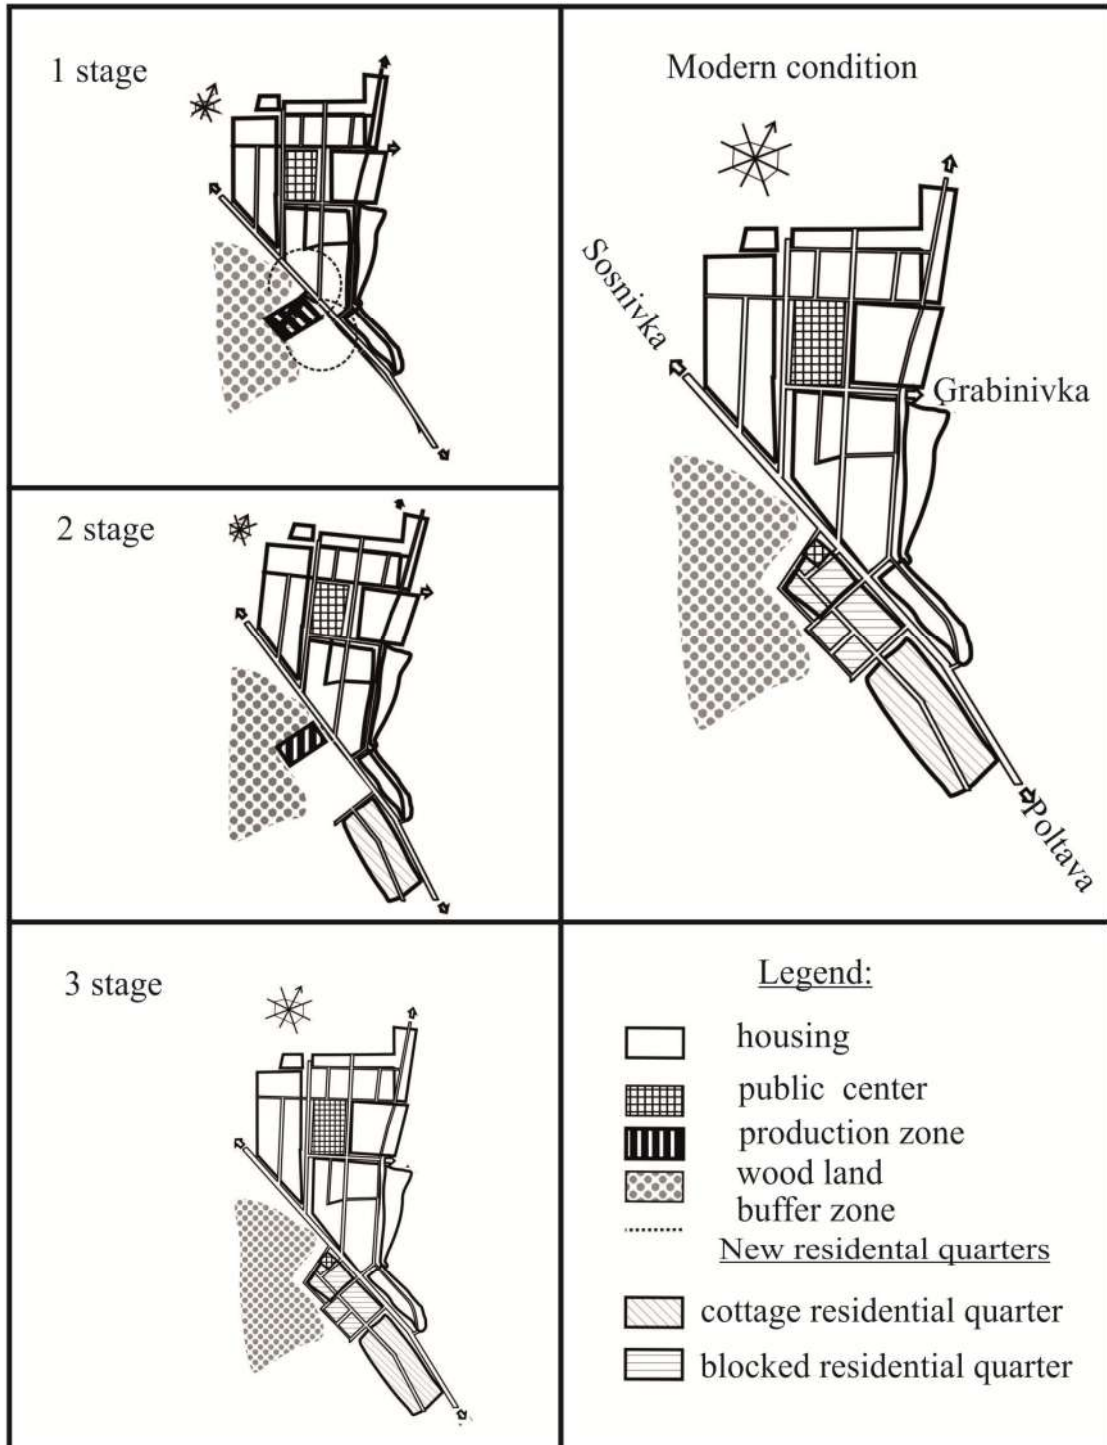 1 stage
Modern condition
Sosnivka
Grabinivka
Poltava
2 stage
3 stage
Legend:
housing
public center
production zone
wood land
buffer zone
New residental quarters
cottage residential quarter
blocked residential quarter